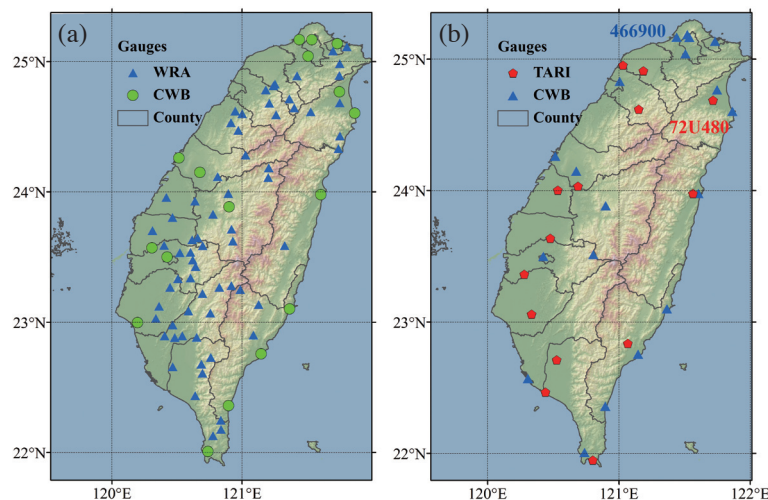 (a)
Gauges
WRA
CWB
County
25°N
24°N
23°N
22°N
120°E
121°E
(b)
Gauges
TARI
CWB
County
466900
72U480
25°N
24°N
23°N
22°N
120°E
121°E
122°E